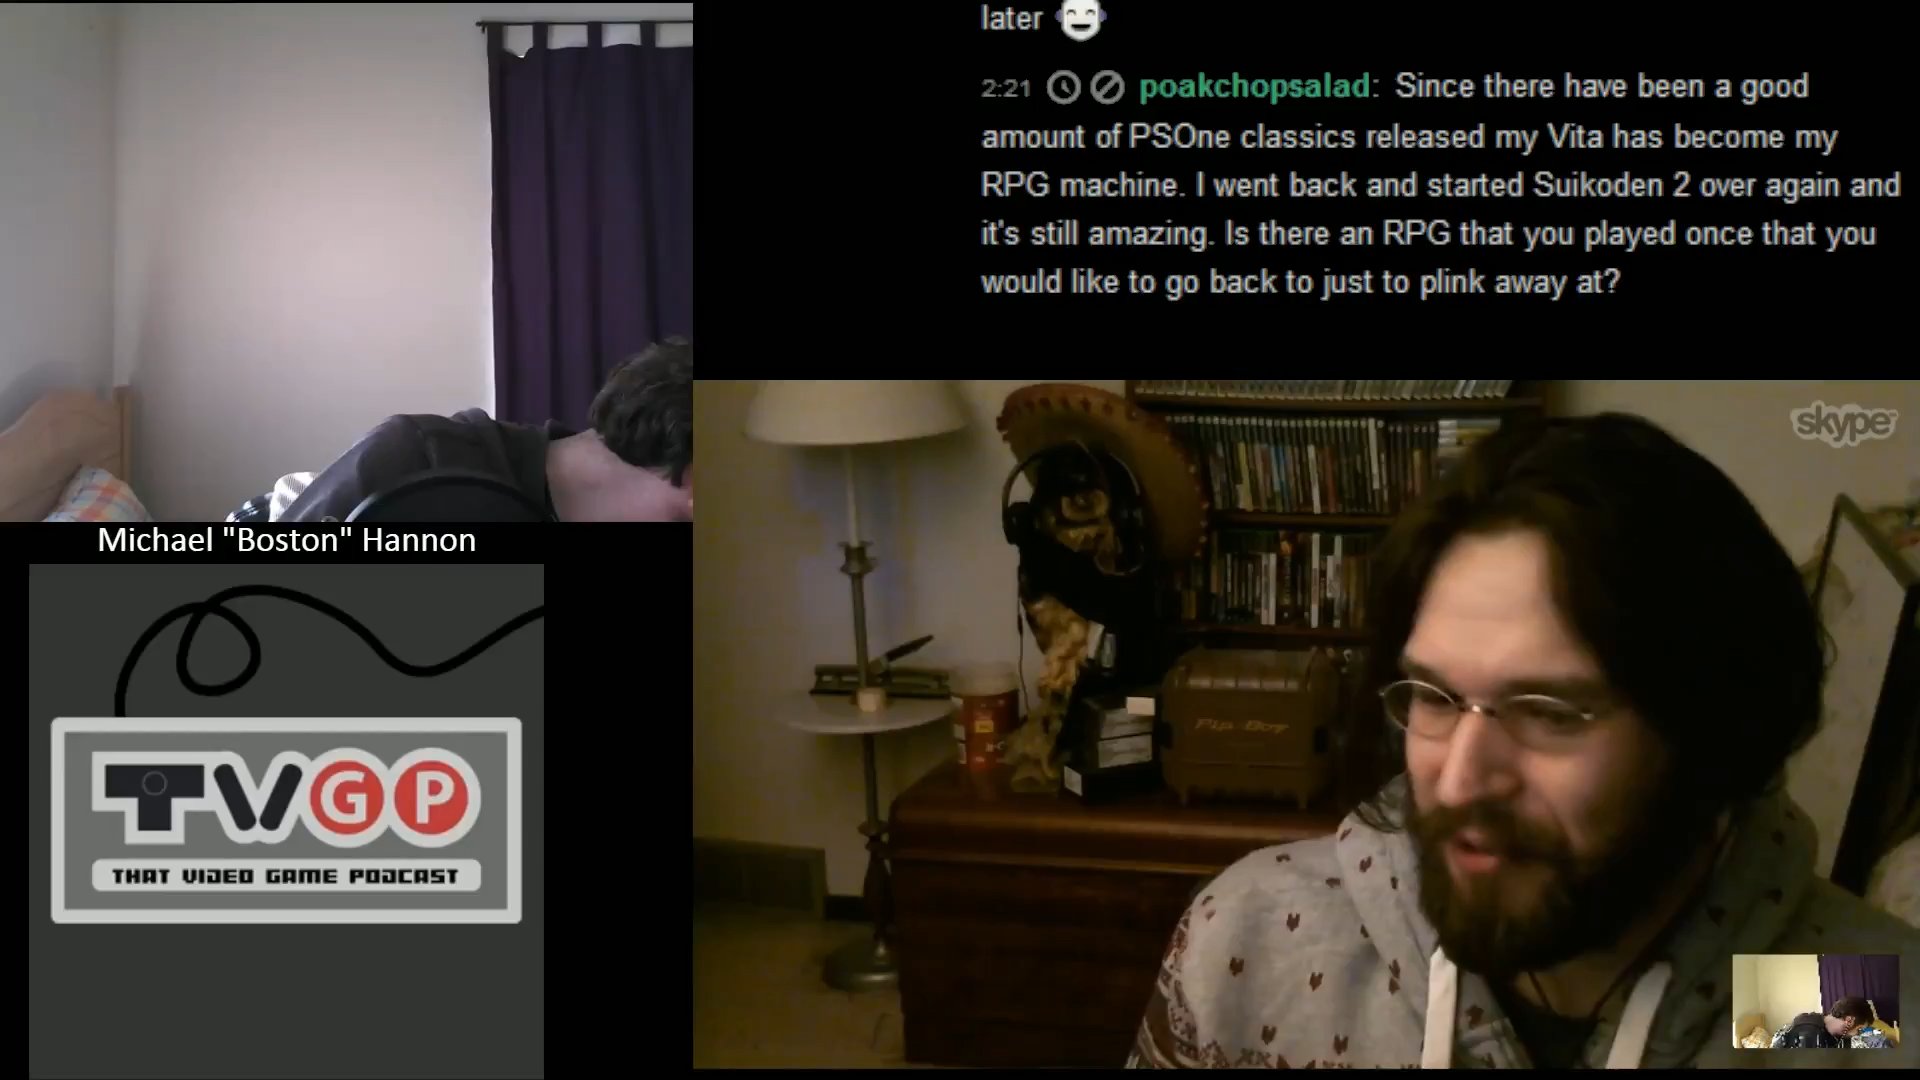 later
2:21 poakchopsalad: Since there have been a good
amount of PSOne classics released my Vita has become my
RPG machine. I went back and started Suikoden 2 over again and
it's still amazing. Is there an RPG that you played once that you
would like to go back to just to plink away at?
skype
Michael "Boston" Hannon
Pip Boy
TVGP
THAT VIDEO GAME PODCAST